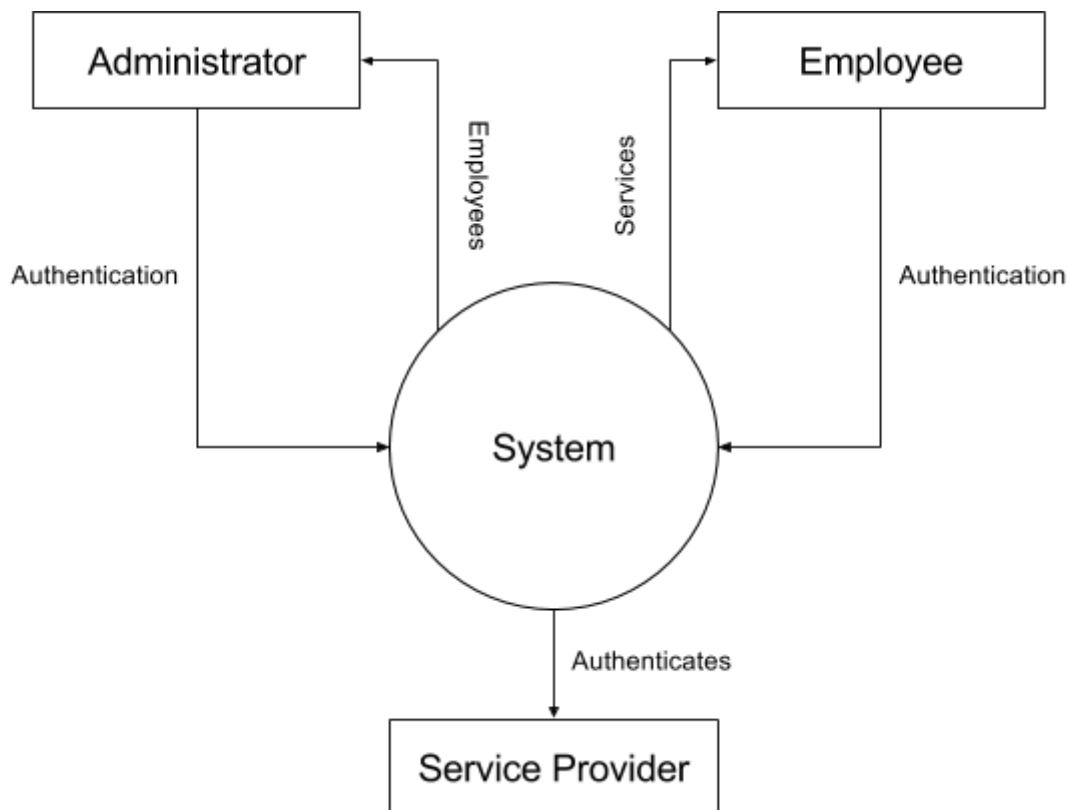 Administrator
Employee
Employees
Services
Authentication
Authentication
System
Authenticates
Service Provider